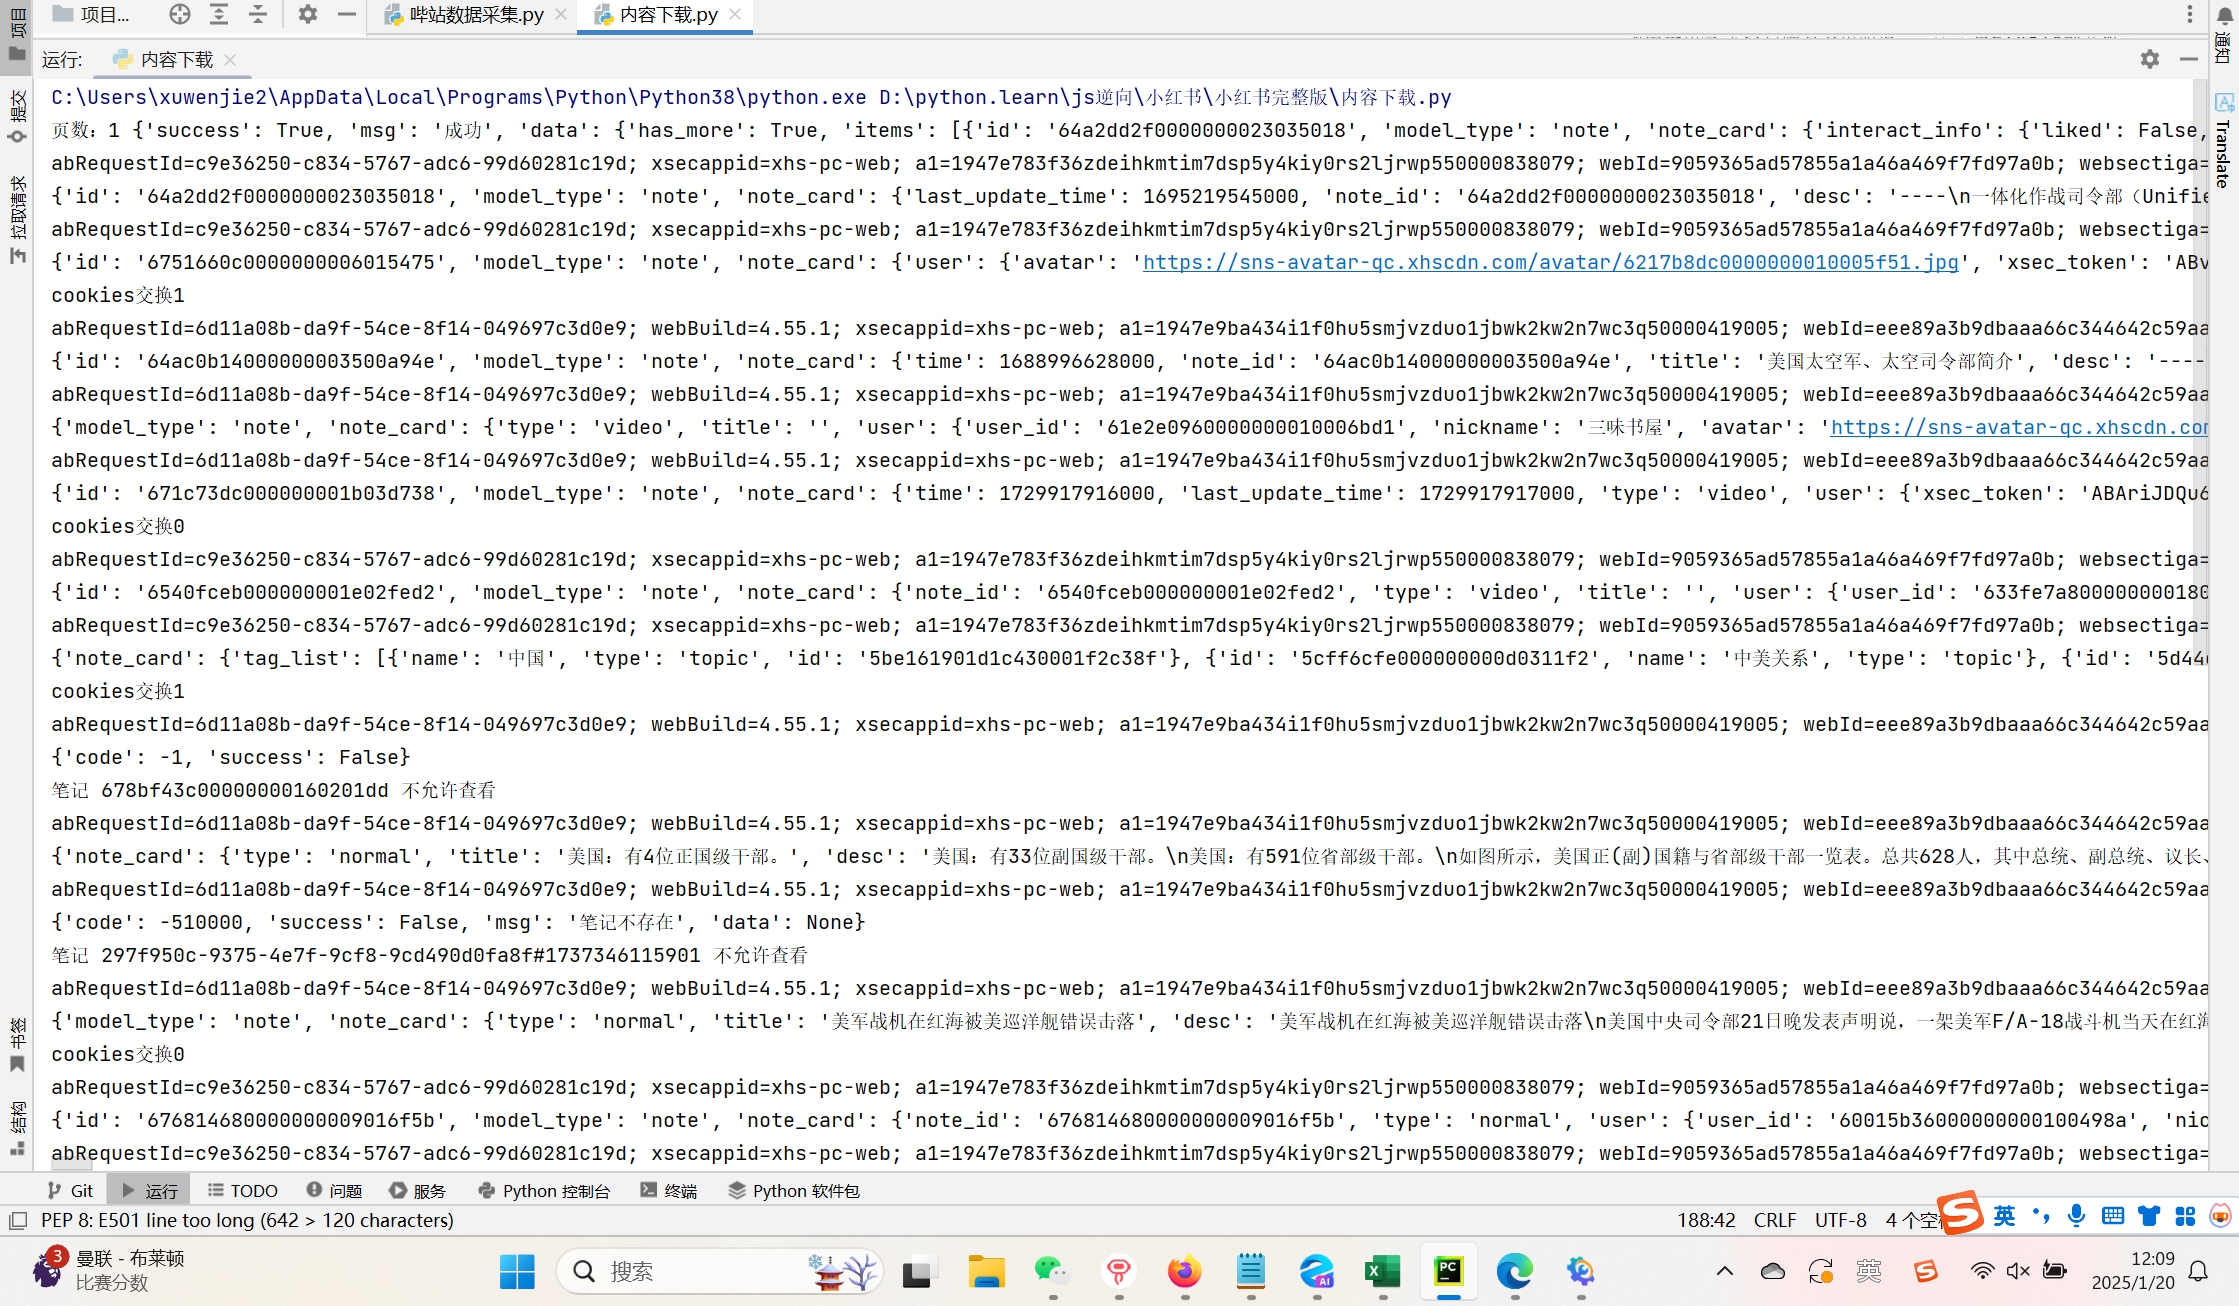 项目...
哔站数据采集.py
内容下载.py
运行:
内容下载
C:\Users\xuwenjie2\AppData\Local\Programs\Python\Python38\python.exe D:\python.learn\js逆向\小红书\小红书完整版\内容下载.py
页数：1 {'success': True, 'msg': '成功', 'data': {'has_more': True, 'items': [{'id': '64a2dd2f0000000023035018', 'model_type': 'note', 'note_card': {'interact_info': {'liked': False,
abRequestId=c9e36250-c834-5767-adc6-99d60281c19d; xsecappid=xhs-pc-web; a1=1947e783f36zdeihkmtim7dsp5y4kiy0rs2ljrwp550000838079; webId=9059365ad57855a1a46a469f7fd97a0b; websectiga=
{'id': '64a2dd2f0000000023035018', 'model_type': 'note', 'note_card': {'last_update_time': 1695219545000, 'note_id': '64a2dd2f0000000023035018', 'desc': '----\n一体化作战司令部（Unifie
abRequestId=c9e36250-c834-5767-adc6-99d60281c19d; xsecappid=xhs-pc-web; a1=1947e783f36zdeihkmtim7dsp5y4kiy0rs2ljrwp550000838079; webId=9059365ad57855a1a46a469f7fd97a0b; websectiga=
{'id': '6751660c0000000006015475', 'model_type': 'note', 'note_card': {'user': {'avatar': 'https://sns-avatar-qc.xhscdn.com/avatar/6217b8dc0000000010005f51.jpg', 'xsec_token': 'ABv
cookies交换1
abRequestId=6d11a08b-da9f-54ce-8f14-049697c3d0e9; webBuild=4.55.1; xsecappid=xhs-pc-web; a1=1947e9ba434i1f0hu5smjvzduo1jbwk2kw2n7wc3q50000419005; webId=eee89a3b9dbaaa66c344642c59aa
{'id': '64ac0b14000000003500a94e', 'model_type': 'note', 'note_card': {'time': 1688996628000, 'note_id': '64ac0b14000000003500a94e', 'title': '美国太空军、太空司令部简介', 'desc': '----
abRequestId=6d11a08b-da9f-54ce-8f14-049697c3d0e9; webBuild=4.55.1; xsecappid=xhs-pc-web; a1=1947e9ba434i1f0hu5smjvzduo1jbwk2kw2n7wc3q50000419005; webId=eee89a3b9dbaaa66c344642c59aa
{'model_type': 'note', 'note_card': {'type': 'video', 'title': '', 'user': {'user_id': '61e2e0960000000010006bd1', 'nickname': '三味书屋', 'avatar': 'https://sns-avatar-qc.xhscdn.com
abRequestId=6d11a08b-da9f-54ce-8f14-049697c3d0e9; webBuild=4.55.1; xsecappid=xhs-pc-web; a1=1947e9ba434i1f0hu5smjvzduo1jbwk2kw2n7wc3q50000419005; webId=eee89a3b9dbaaa66c344642c59aa
{'id': '671c73dc000000001b03d738', 'model_type': 'note', 'note_card': {'time': 1729917916000, 'last_update_time': 1729917917000, 'type': 'video', 'user': {'xsec_token': 'ABAriJDQu6
cookies交换0
abRequestId=c9e36250-c834-5767-adc6-99d60281c19d; xsecappid=xhs-pc-web; a1=1947e783f36zdeihkmtim7dsp5y4kiy0rs2ljrwp550000838079; webId=9059365ad57855a1a46a469f7fd97a0b; websectiga=
{'id': '6540fceb000000001e02fed2', 'model_type': 'note', 'note_card': {'note_id': '6540fceb000000001e02fed2', 'type': 'video', 'title': '', 'user': {'user_id': '633fe7a800000000180
abRequestId=c9e36250-c834-5767-adc6-99d60281c19d; xsecappid=xhs-pc-web; a1=1947e783f36zdeihkmtim7dsp5y4kiy0rs2ljrwp550000838079; webId=9059365ad57855a1a46a469f7fd97a0b; websectiga=
{'note_card': {'tag_list': [{'name': '中国', 'type': 'topic', 'id': '5be161901d1c430001f2c38f'}, {'id': '5cff6cfe000000000d0311f2', 'name': '中美关系', 'type': 'topic'}, {'id': '5d44
cookies交换1
abRequestId=6d11a08b-da9f-54ce-8f14-049697c3d0e9; webBuild=4.55.1; xsecappid=xhs-pc-web; a1=1947e9ba434i1f0hu5smjvzduo1jbwk2kw2n7wc3q50000419005; webId=eee89a3b9dbaaa66c344642c59aa
{'code': -1, 'success': False}
笔记 678bf43c00000000160201dd 不允许查看
abRequestId=6d11a08b-da9f-54ce-8f14-049697c3d0e9; webBuild=4.55.1; xsecappid=xhs-pc-web; a1=1947e9ba434i1f0hu5smjvzduo1jbwk2kw2n7wc3q50000419005; webId=eee89a3b9dbaaa66c344642c59aa
{'note_card': {'type': 'normal', 'title': '美国：有4位正国级干部。', 'desc': '美国：有33位副国级干部。\n美国：有591位省部级干部。\n如图所示，美国正(副)国籍与省部级干部一览表。总共628人，其中总统、副总统、议长、
abRequestId=6d11a08b-da9f-54ce-8f14-049697c3d0e9; webBuild=4.55.1; xsecappid=xhs-pc-web; a1=1947e9ba434i1f0hu5smjvzduo1jbwk2kw2n7wc3q50000419005; webId=eee89a3b9dbaaa66c344642c59aa
{'code': -510000, 'success': False, 'msg': '笔记不存在', 'data': None}
笔记 297f950c-9375-4e7f-9cf8-9cd490d0fa8f#1737346115901 不允许查看
abRequestId=6d11a08b-da9f-54ce-8f14-049697c3d0e9; webBuild=4.55.1; xsecappid=xhs-pc-web; a1=1947e9ba434i1f0hu5smjvzduo1jbwk2kw2n7wc3q50000419005; webId=eee89a3b9dbaaa66c344642c59aa
{'model_type': 'note', 'note_card': {'type': 'normal', 'title': '美军战机在红海被美巡洋舰错误击落', 'desc': '美军战机在红海被美巡洋舰错误击落\n美国中央司令部21日晚发表声明说，一架美军F/A-18战斗机当天在红海
cookies交换0
abRequestId=c9e36250-c834-5767-adc6-99d60281c19d; xsecappid=xhs-pc-web; a1=1947e783f36zdeihkmtim7dsp5y4kiy0rs2ljrwp550000838079; webId=9059365ad57855a1a46a469f7fd97a0b; websectiga=
{'id': '676814680000000009016f5b', 'model_type': 'note', 'note_card': {'note_id': '676814680000000009016f5b', 'type': 'normal', 'user': {'user_id': '60015b36000000000100498a', 'nic
abRequestId=c9e36250-c834-5767-adc6-99d60281c19d; xsecappid=xhs-pc-web; a1=1947e783f36zdeihkmtim7dsp5y4kiy0rs2ljrwp550000838079; webId=9059365ad57855a1a46a469f7fd97a0b; websectiga=
项目
提交
拉取请求
书签
结构
通知
Translate
Git
运行
TODO
问题
服务
Python 控制台
终端
Python 软件包
PEP 8: E501 line too long (642 > 120 characters)
188:42
CRLF
UTF-8
4 个空
英
3
曼联 - 布莱顿
比赛分数
搜索
英
12:09
2025/1/20